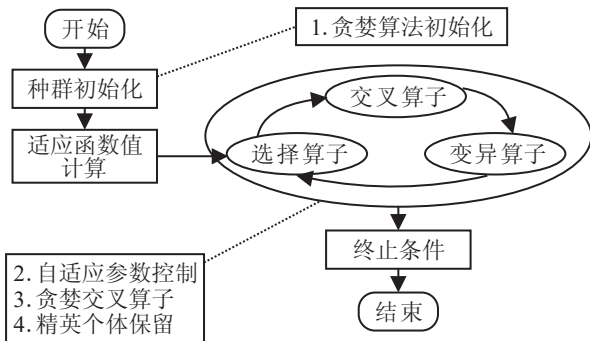 开始
1.贪婪算法初始化
种群初始化
交叉算子
适应函数值
计算
选择算子
变异算子
终止条件
2.自适应参数控制
3.贪婪交叉算子
4.精英个体保留
结束